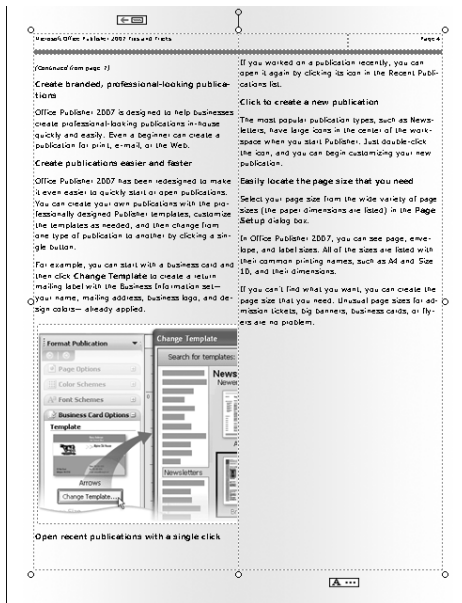 Microsoft Office Publisher 2007 Tips and Tricks
Page 4
(Continued from page 3)
Create branded, professional-looking publica-
tions
Office Publisher 2007 is designed to help businesses
create professional-looking publications in-house
quickly and easily. Even a beginner can create a
publication for print, e-mail, or the Web.
Create publications easier and faster
Office Publisher 2007 has been redesigned to make
it even easier to quickly start or open publications.
You can create your own publications with the pro-
fessionally designed Publisher templates, customize
the templates as needed, and then change from
one type of publication to another by clicking a sin-
gle button.
For example, you can start with a business card and
then click Change Template to create a return
mailing label with the Business Information set—
your name, mailing address, business logo, and de-
sign colors— already applied.
Format Publication
Page Options
Color Schemes
Font Schemes
Business Card Options
Template
Arrows
Change Template...
Change Template
Search for templates:
News
Newe
Newsletters
Open recent publications with a single click
If you worked on a publication recently, you can
open it again by clicking its icon in the Recent Publi-
cations list.
Click to create a new publication
The most popular publication types, such as News-
letters, have large icons in the center of the work-
space when you start Publisher. Just double-click
the icon, and you can begin customizing your new
publication.
Easily locate the page size that you need
Select your page size from the wide variety of page
sizes (the paper dimensions are listed) in the Page
Setup dialog box.
In Office Publisher 2007, you can see page, enve-
lope, and label sizes. All of the sizes are listed with
their common printing names, such as A4 and Size
10, and their dimensions.
If you can't find what you want, you can create the
page size that you need. Unusual page sizes for ad-
mission tickets, big banners, business cards, or fly-
ers are no problem.
A ...